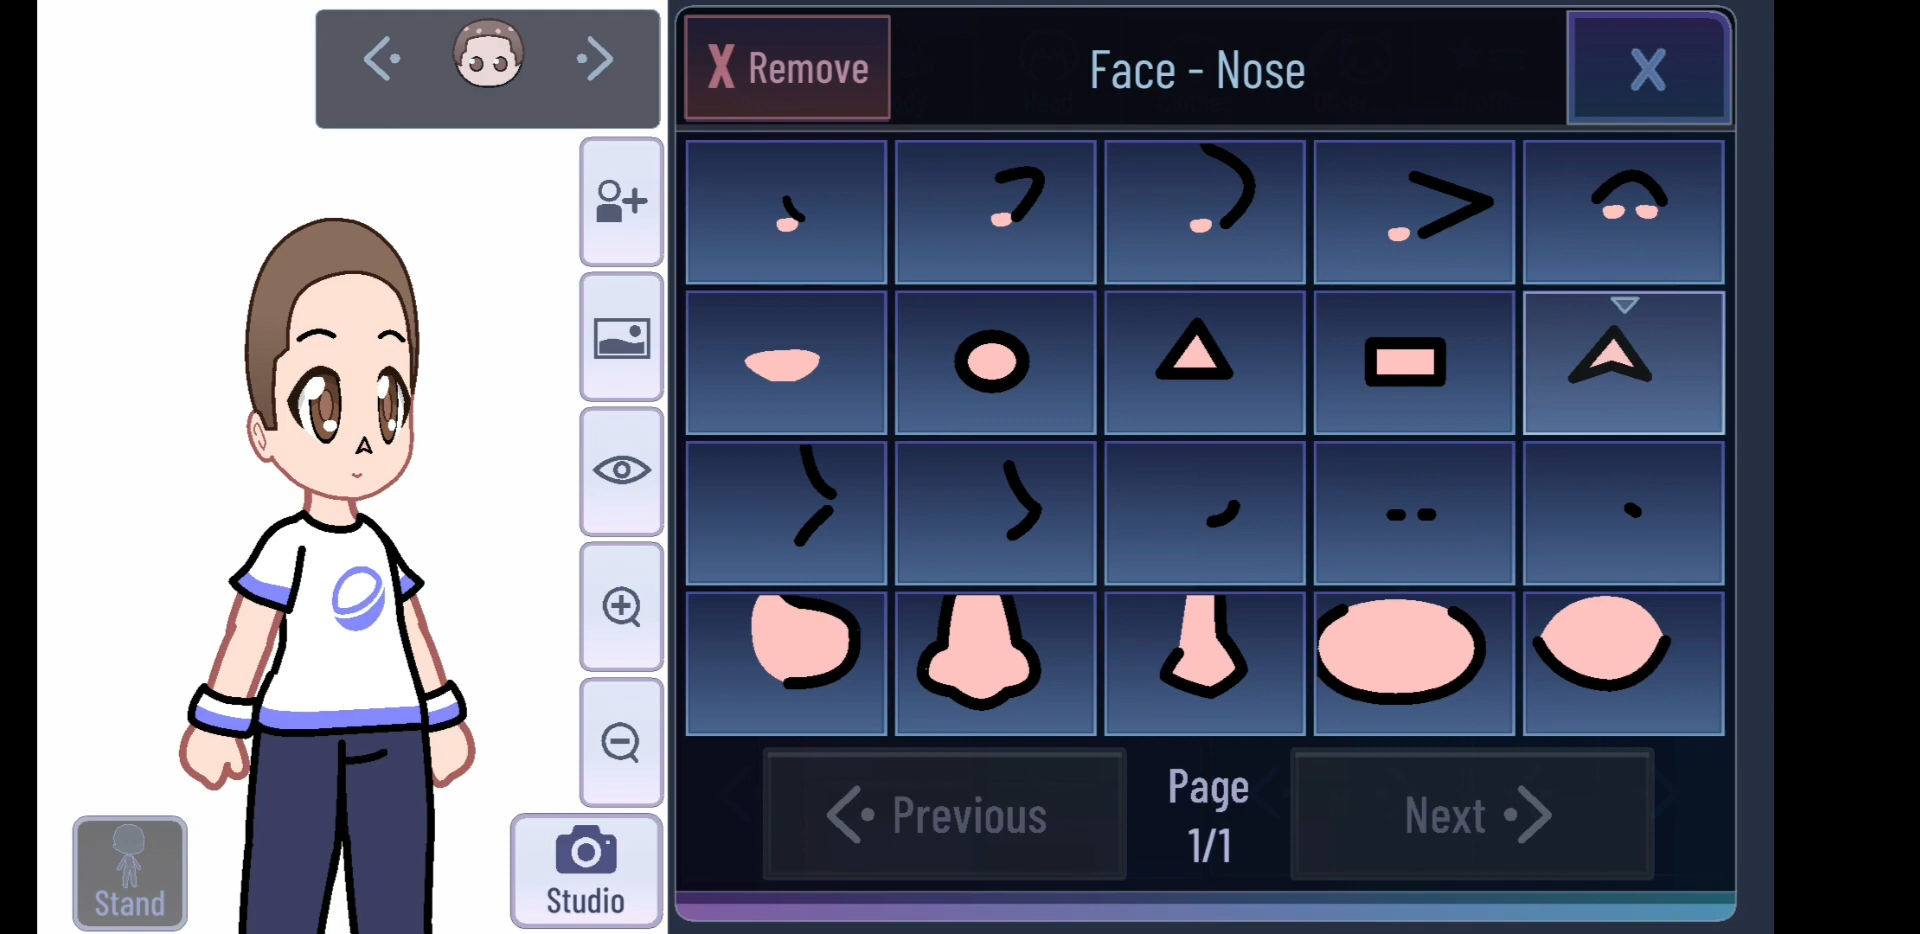 X Remove
Face - Nose
X
Previous
Page
1/1
Next
Stand
Studio